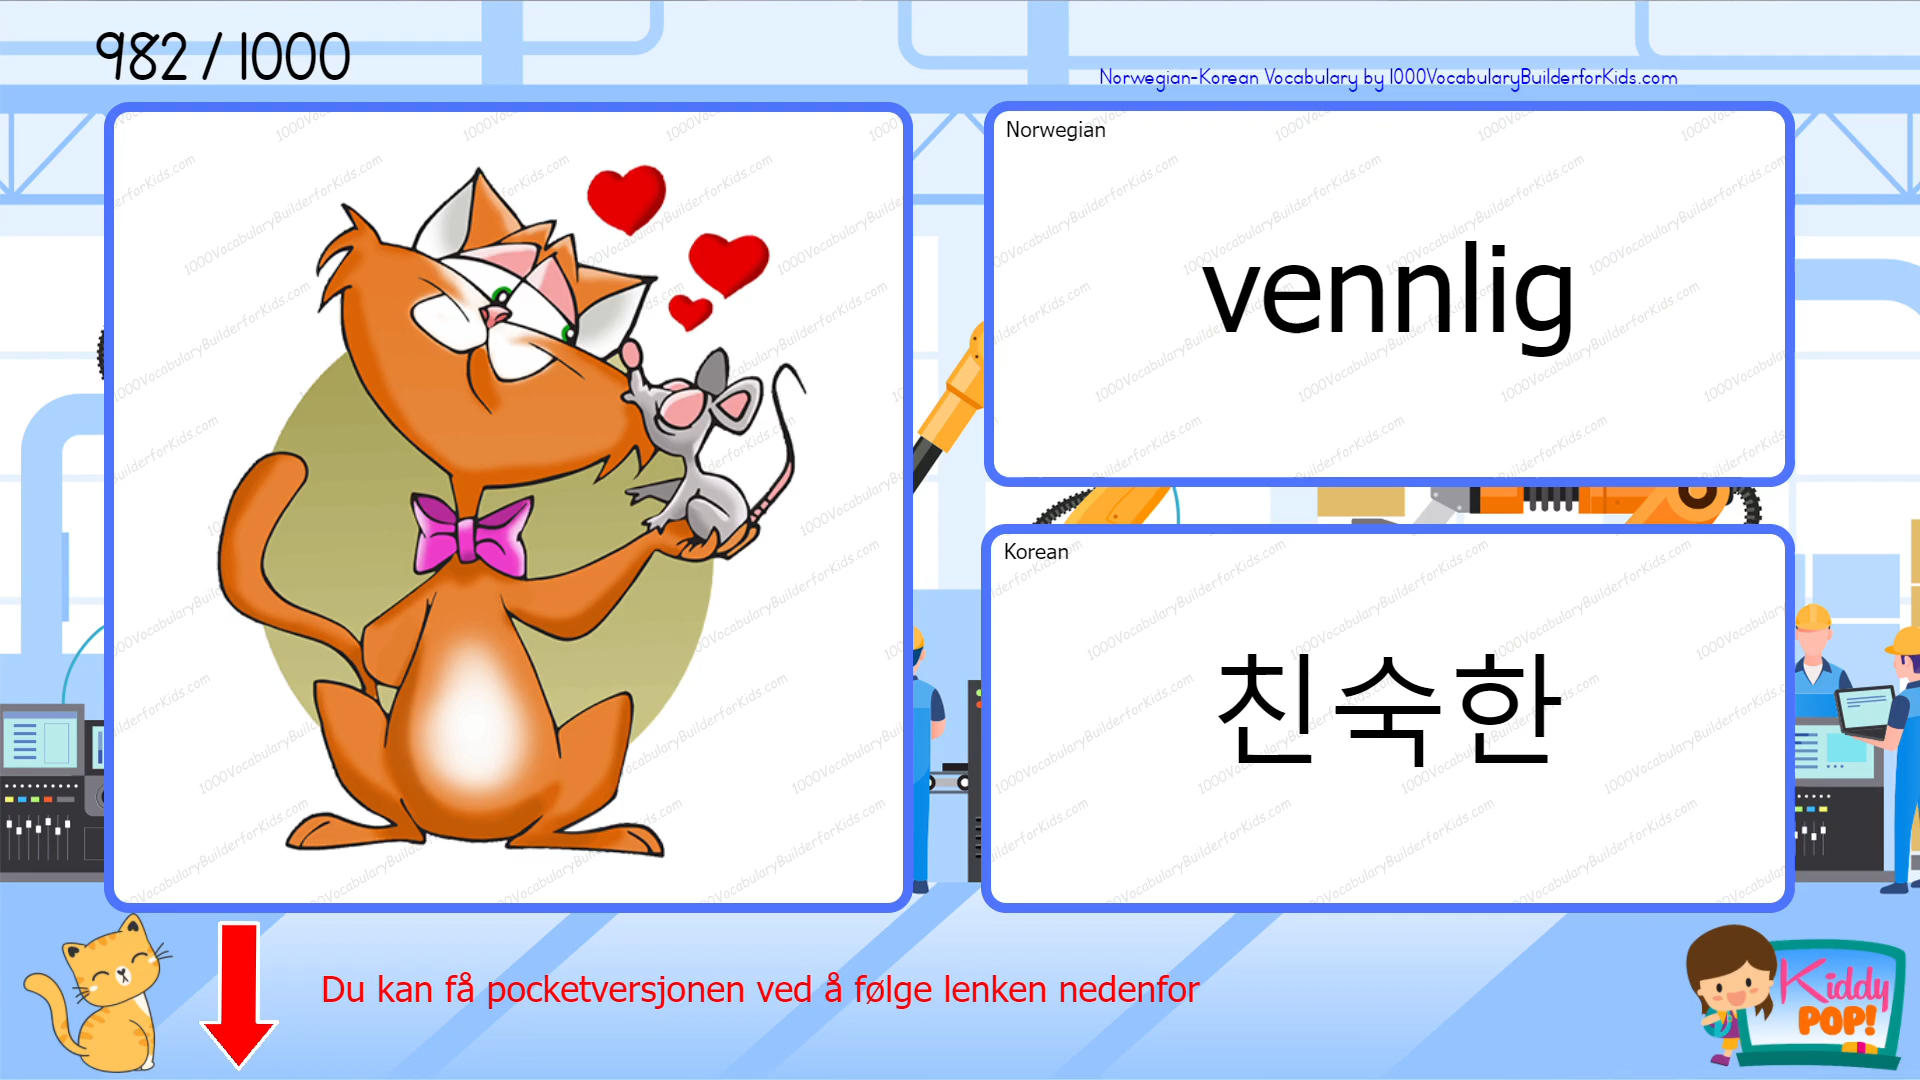 982 / 1000
Norwegian-Korean Vocabulary by 1000VocabularyBuilderforKids.com
Norwegian
vennlig
Korean
친숙한
Du kan få pocketversjonen ved å følge lenken nedenfor
Kiddy
POP!